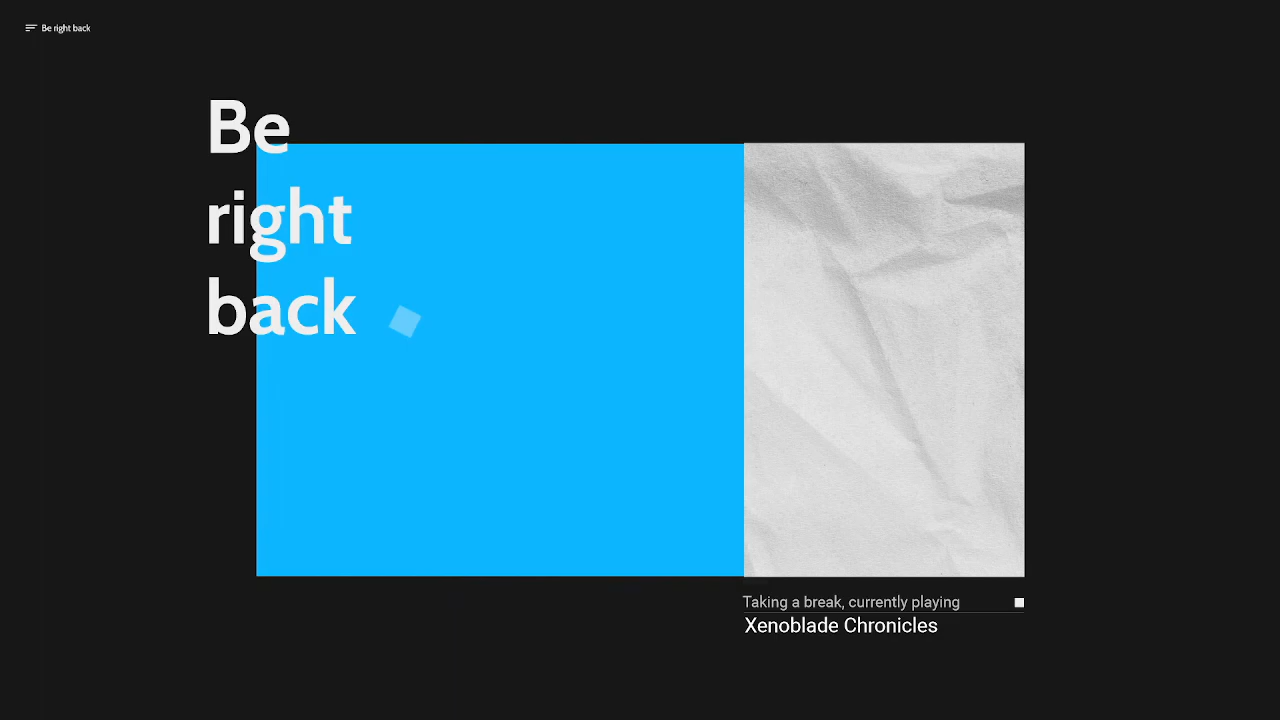 Be right back
Be
right
back
Taking a break, currently playing
Xenoblade Chronicles